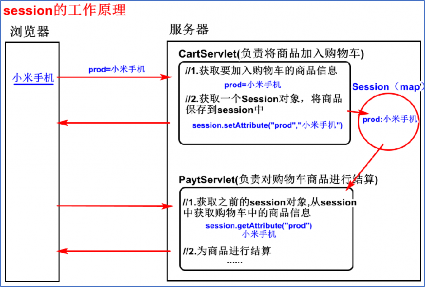 session的工作原理
浏览器
服务器
小米手机
prod=小米手机
CartServlet(负责将商品加入购物车)
//1.获取要加入购物车的商品信息
prod=小米手机
//2.获取一个Session对象，将商品
保存到session中
session.setAttribute("prod","小米手机")
Session（map）
prod:小米手机
PaytServlet(负责对购物车商品进行结算)
//1.获取之前的session对象,从session
中获取购物车中的商品信息
session.getAttribute("prod")
小米手机
//2.为商品进行结算
......